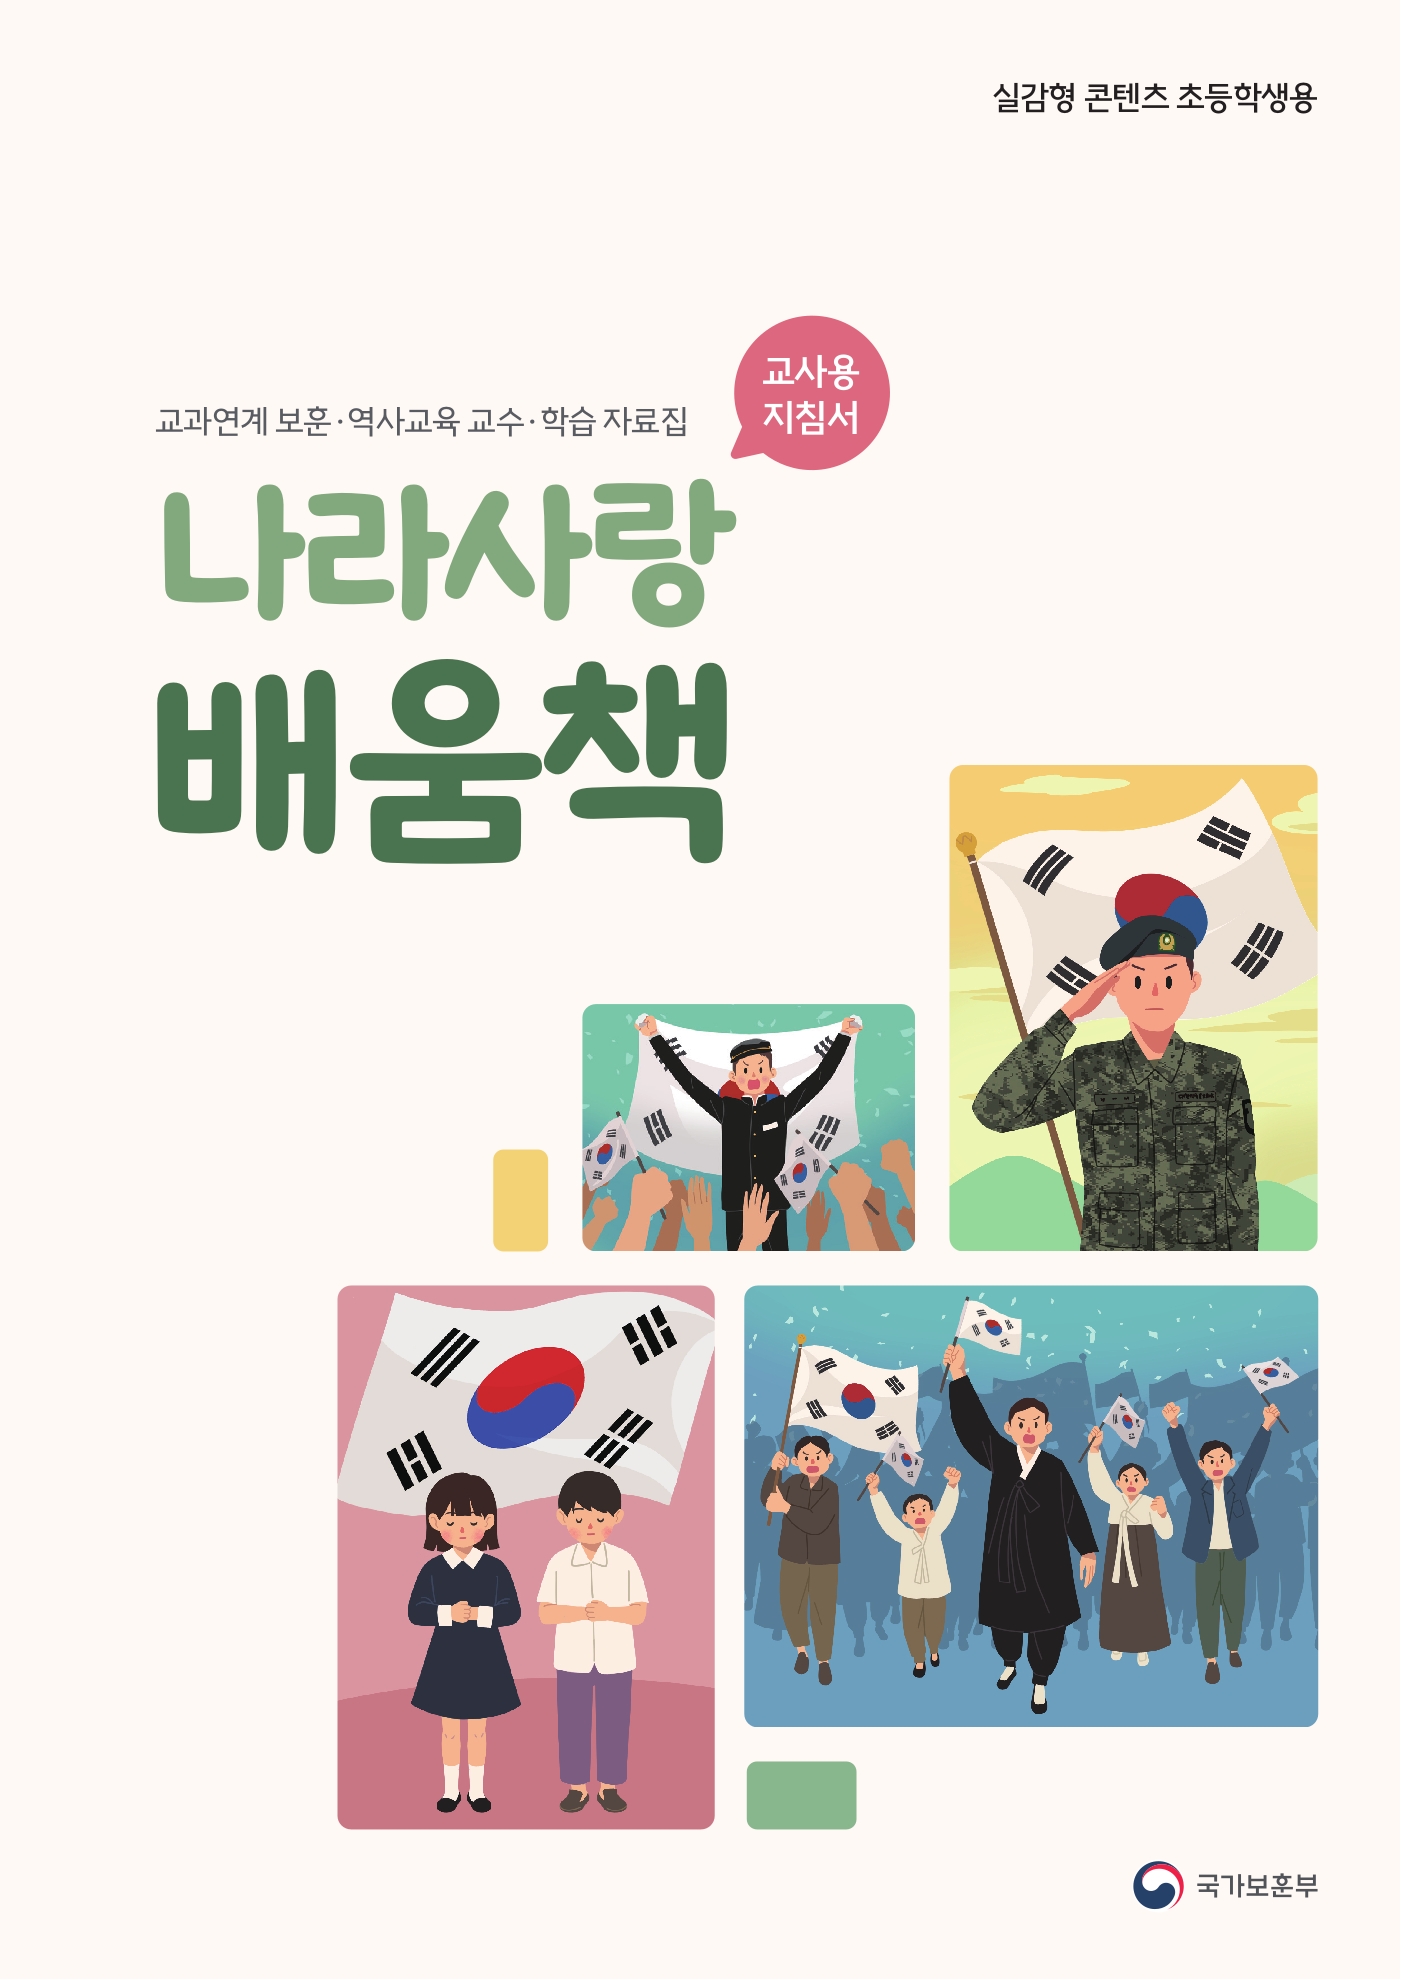 실감형 콘텐츠 초등학생용
교사용
지침서
교과연계 보훈·역사교육 교수·학습 자료집
나라사랑
배움책
국가보훈부